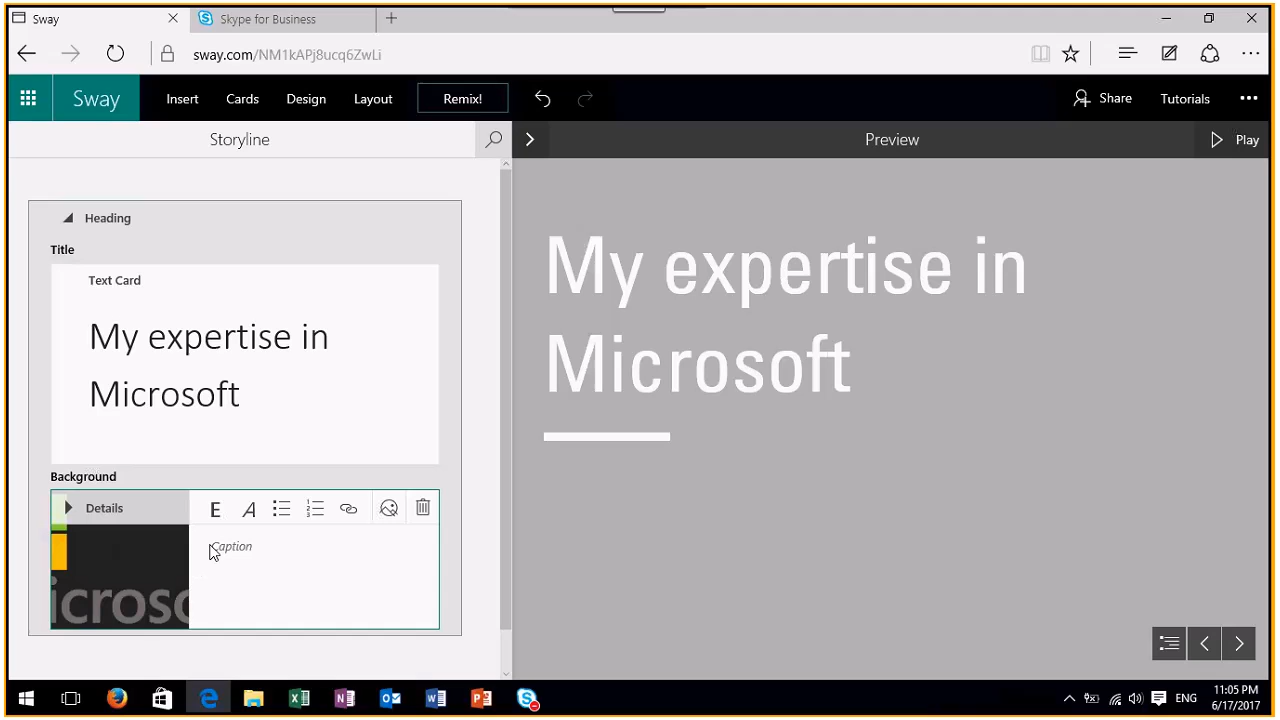 Sway
Skype for Business
sway.com/NM1kAPj8ucq6ZwLi
Sway Insert Cards Design Layout Remix! Share Tutorials
Storyline
Preview
Play
Heading
Title
Text Card
My expertise in
Microsoft
My expertise in
Microsoft
Background
Details
Caption
icroso
ENG
11:05 PM
6/17/2017